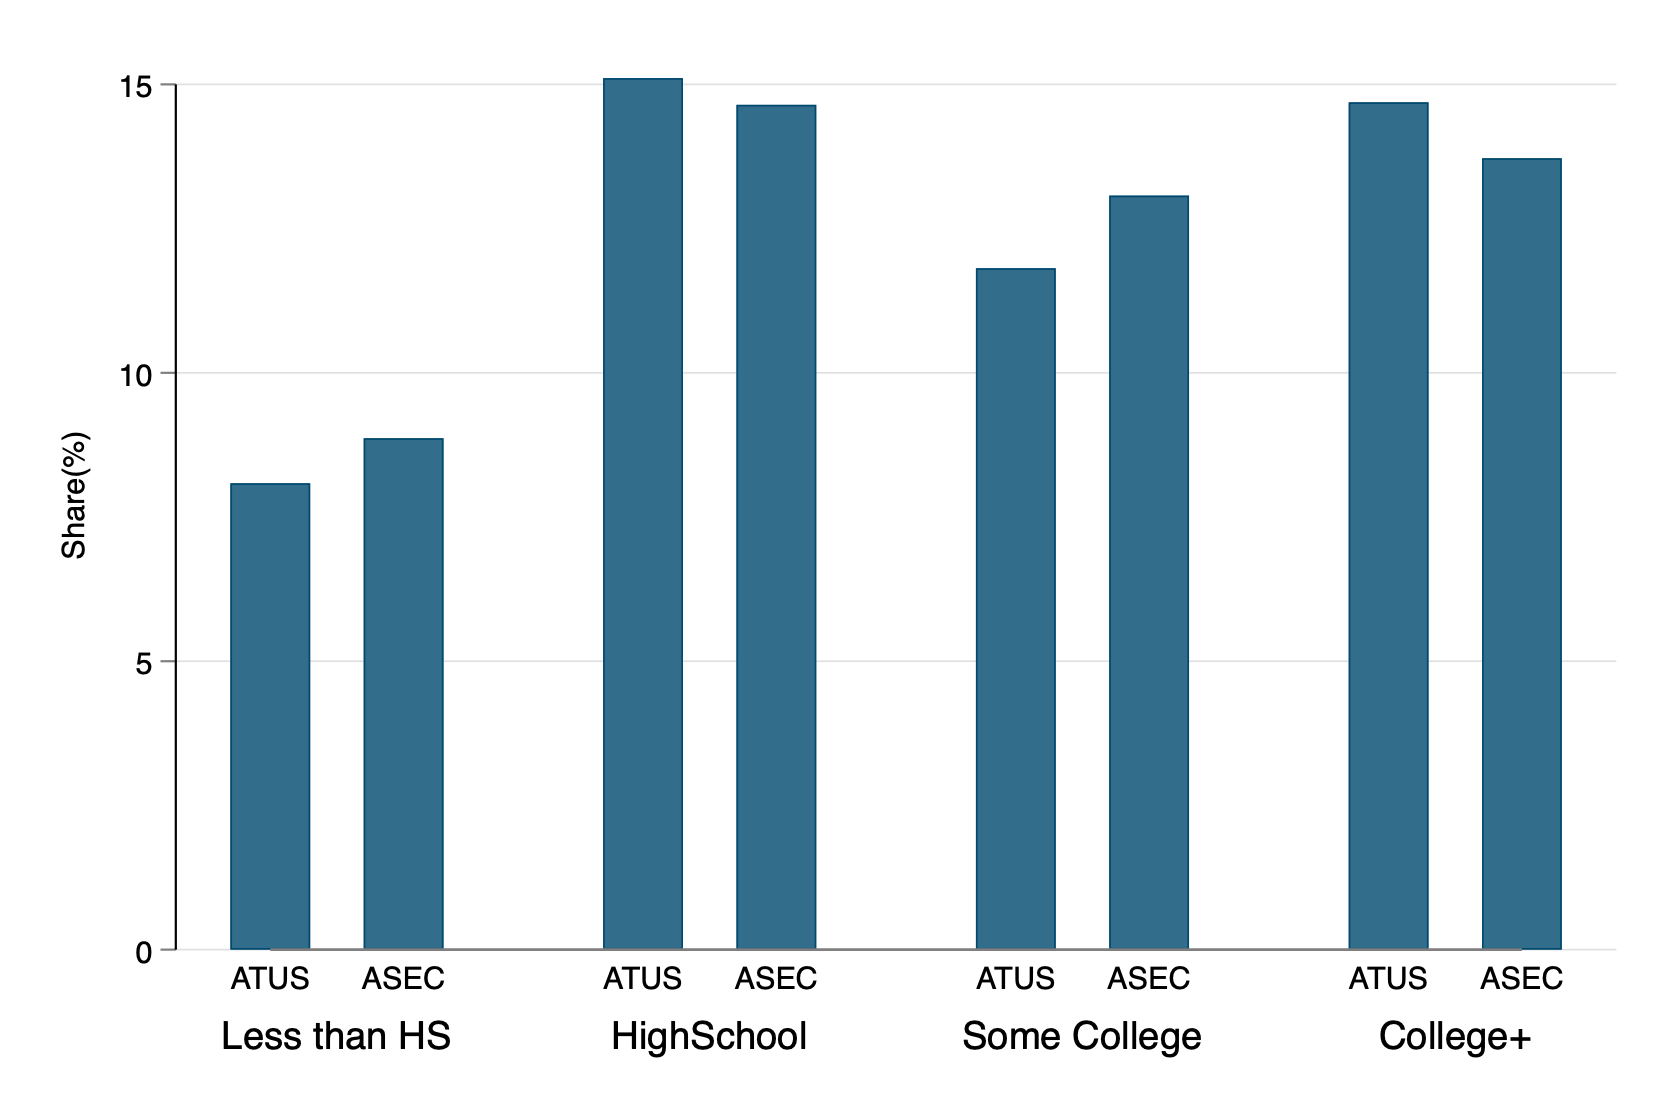 Share(%)
15
10
5
0
ATUS ASEC ATUS ASEC ATUS ASEC ATUS ASEC
Less than HS HighSchool Some College College+